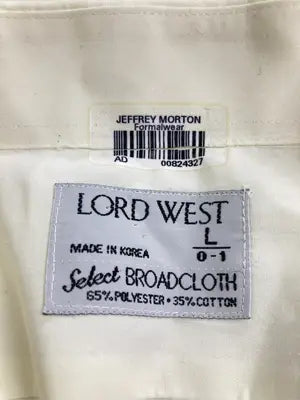 JEFFREY MORTON
Formalwear
AD 00824327
LORD WEST
MADE IN KOREA
L
0-1
Select BROADCLOTH
65% POLYESTER • 35% COTTON